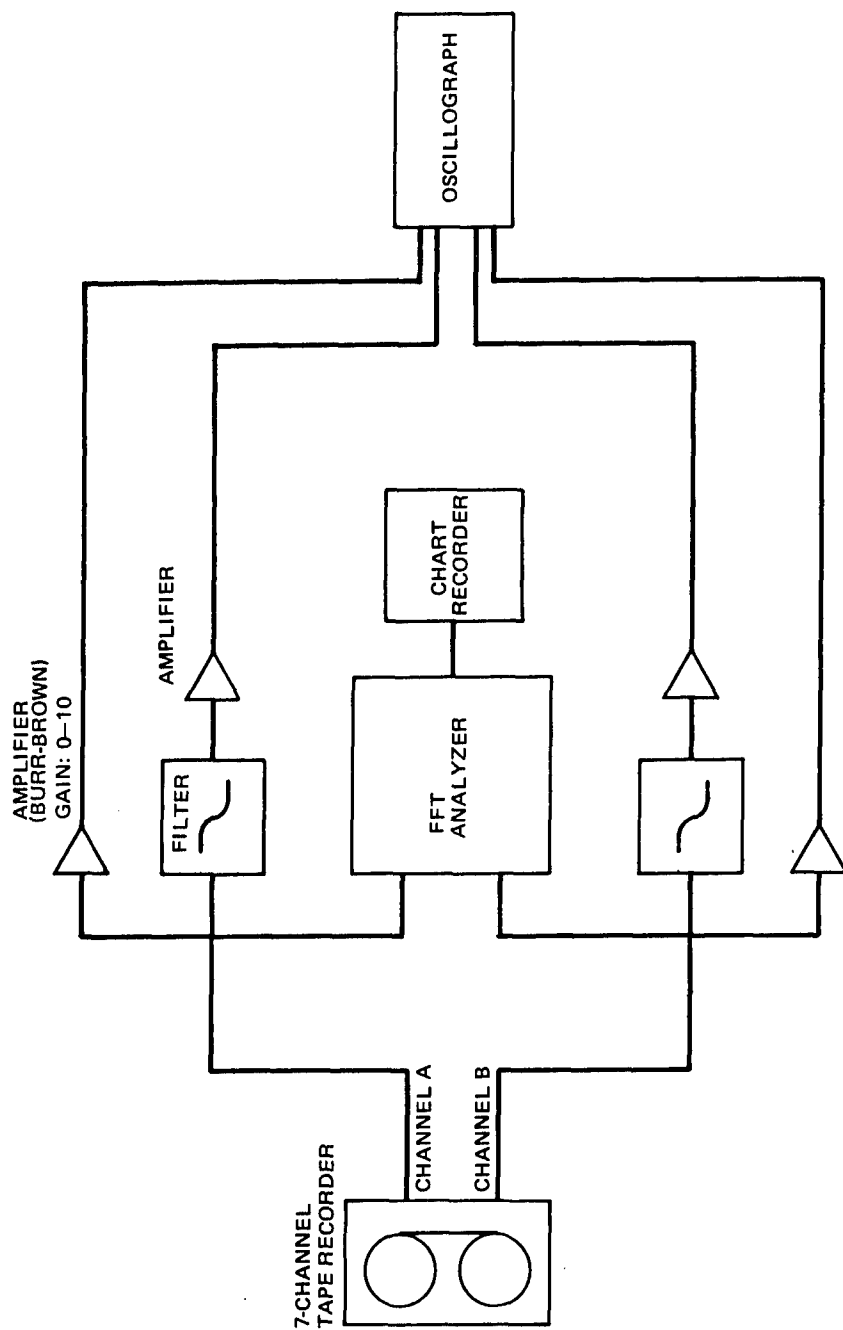 7-CHANNEL
TAPE RECORDER
CHANNEL A
CHANNEL B
AMPLIFIER
(BURR-BROWN)
GAIN: 0–10
FILTER
AMPLIFIER
FFT
ANALYZER
CHART
RECORDER
OSCILLOGRAPH